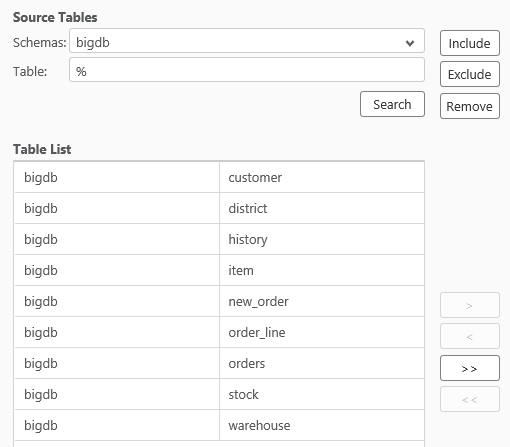 Source Tables
Schemas: bigdb Include
Table: % Exclude
Search Remove
Table List
bigdb customer
bigdb district
bigdb history
bigdb item
bigdb new_order
>
bigdb order_line
<
bigdb orders
>>
bigdb stock
<<
bigdb warehouse